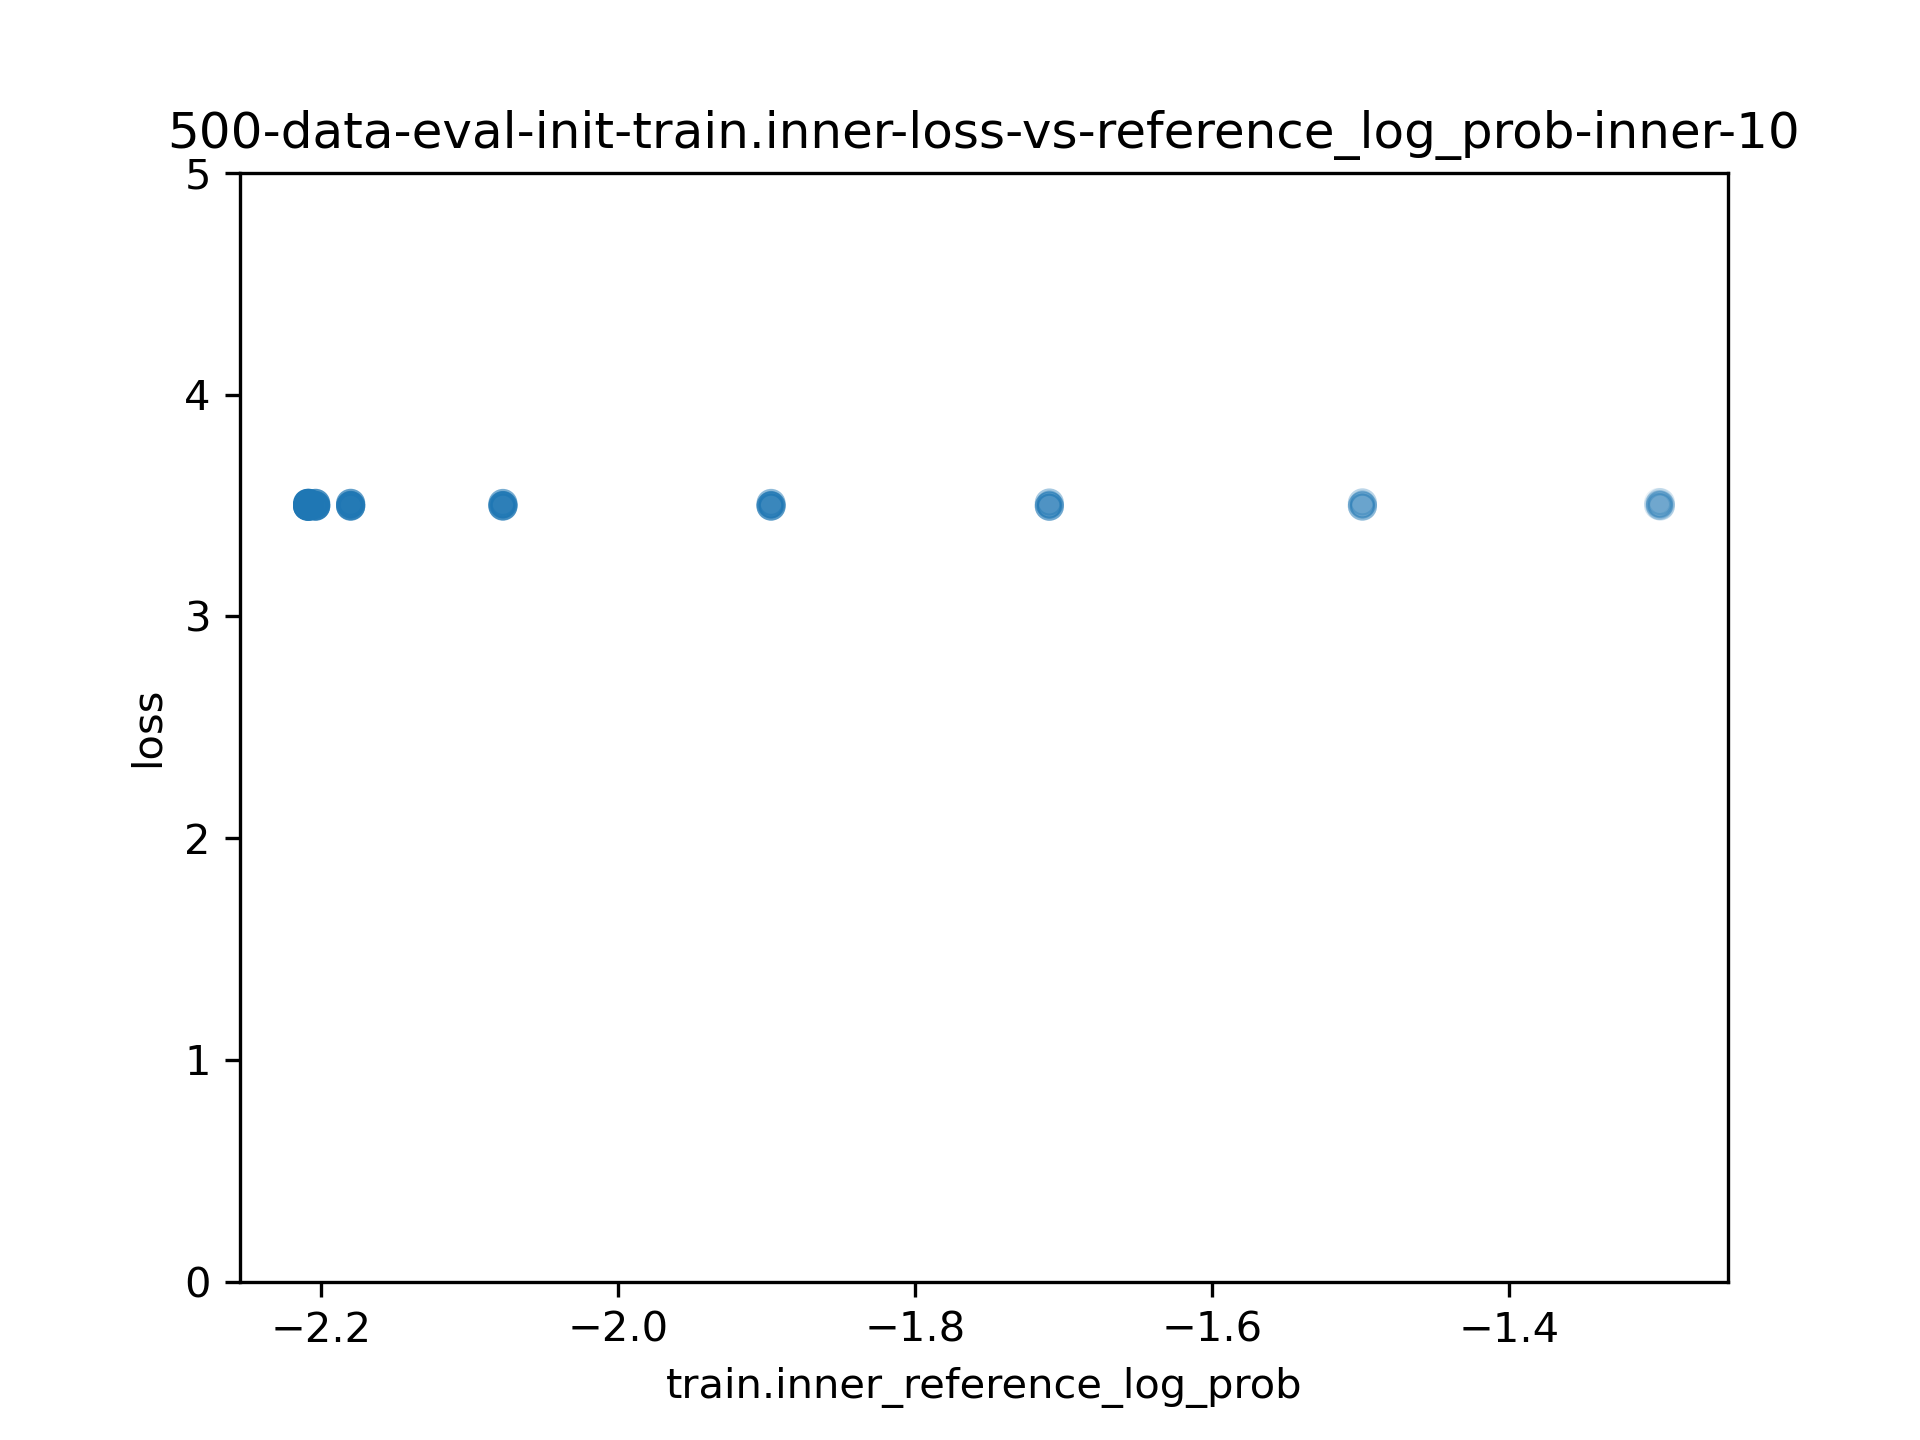 500-data-eval-init-train.inner-loss-vs-reference_log_prob-inner-10
5
4
3
2
1
0
loss
−2.2 −2.0 −1.8 −1.6 −1.4
train.inner_reference_log_prob